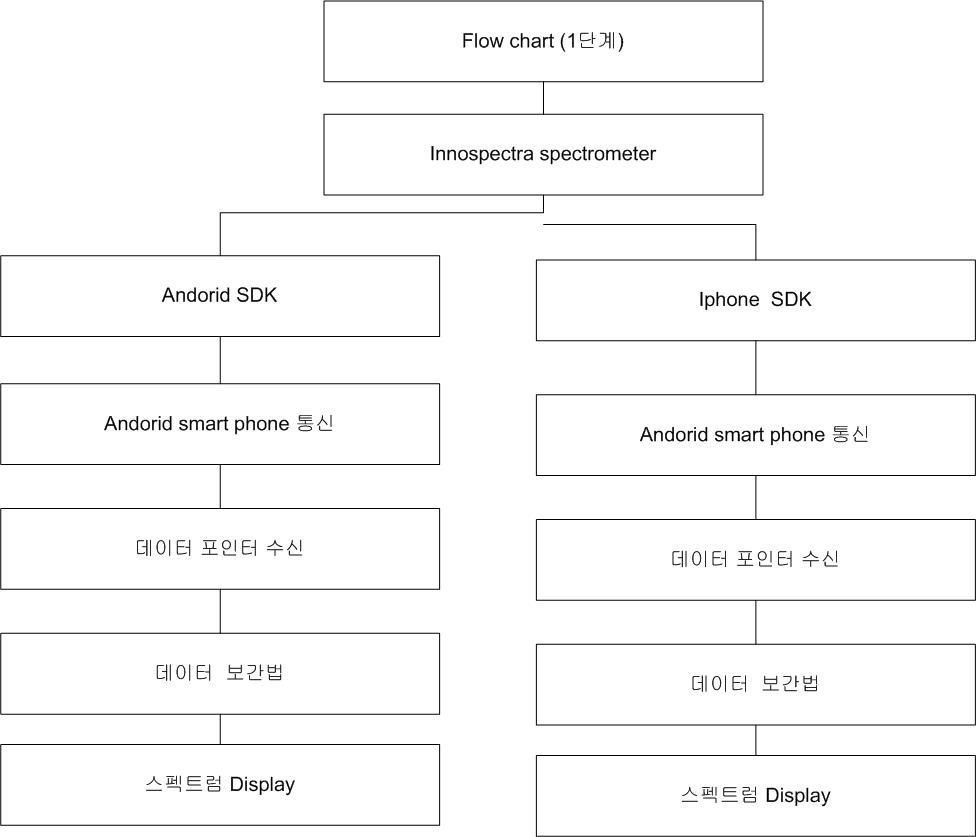 Flow chart (1단계)
Innospectra spectrometer
Andorid SDK
Iphone  SDK
Andorid smart phone 통신
Andorid smart phone 통신
데이터 포인터 수신
데이터 포인터 수신
데이터  보간법
데이터  보간법
스펙트럼 Display
스펙트럼 Display